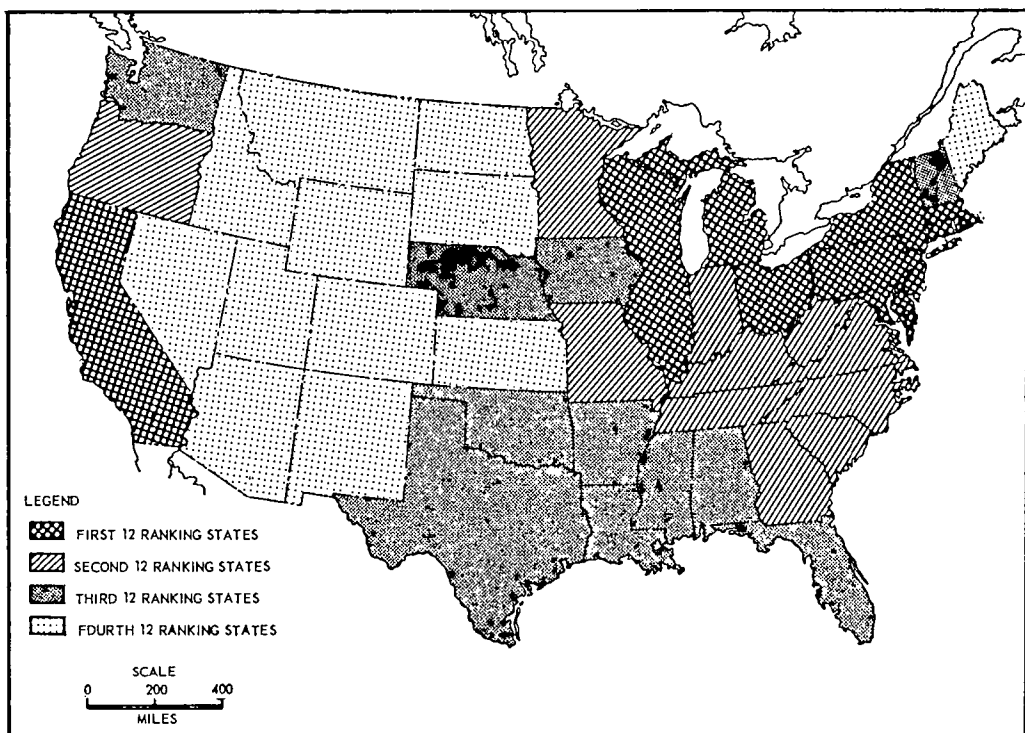 LEGEND
FIRST 12 RANKING STATES
SECOND 12 RANKING STATES
THIRD 12 RANKING STATES
FDURTH 12 RANKING STATES
SCALE
0 200 400
MILES